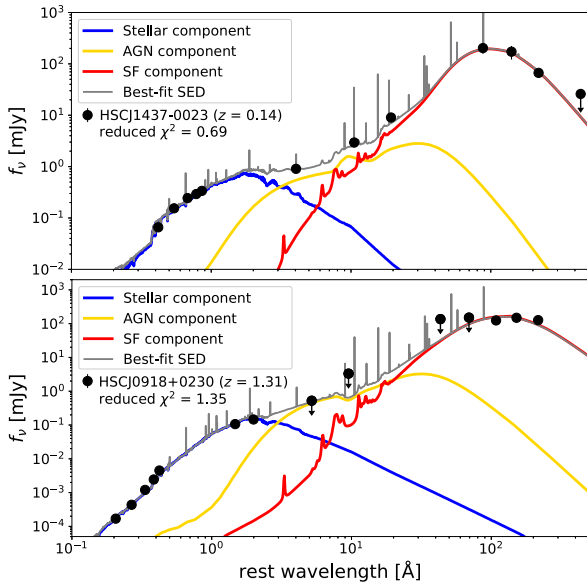 10³
10²
10¹
10⁰
10⁻¹
10⁻²
f_ν [mJy]
Stellar component
AGN component
SF component
Best-fit SED
HSCJ1437-0023 (z = 0.14)
reduced χ² = 0.69
10³
10²
10¹
10⁰
10⁻¹
10⁻²
10⁻³
10⁻⁴
f_ν [mJy]
Stellar component
AGN component
SF component
Best-fit SED
HSCJ0918+0230 (z = 1.31)
reduced χ² = 1.35
10⁻¹ 10⁰ 10¹ 10²
rest wavelength [Å]